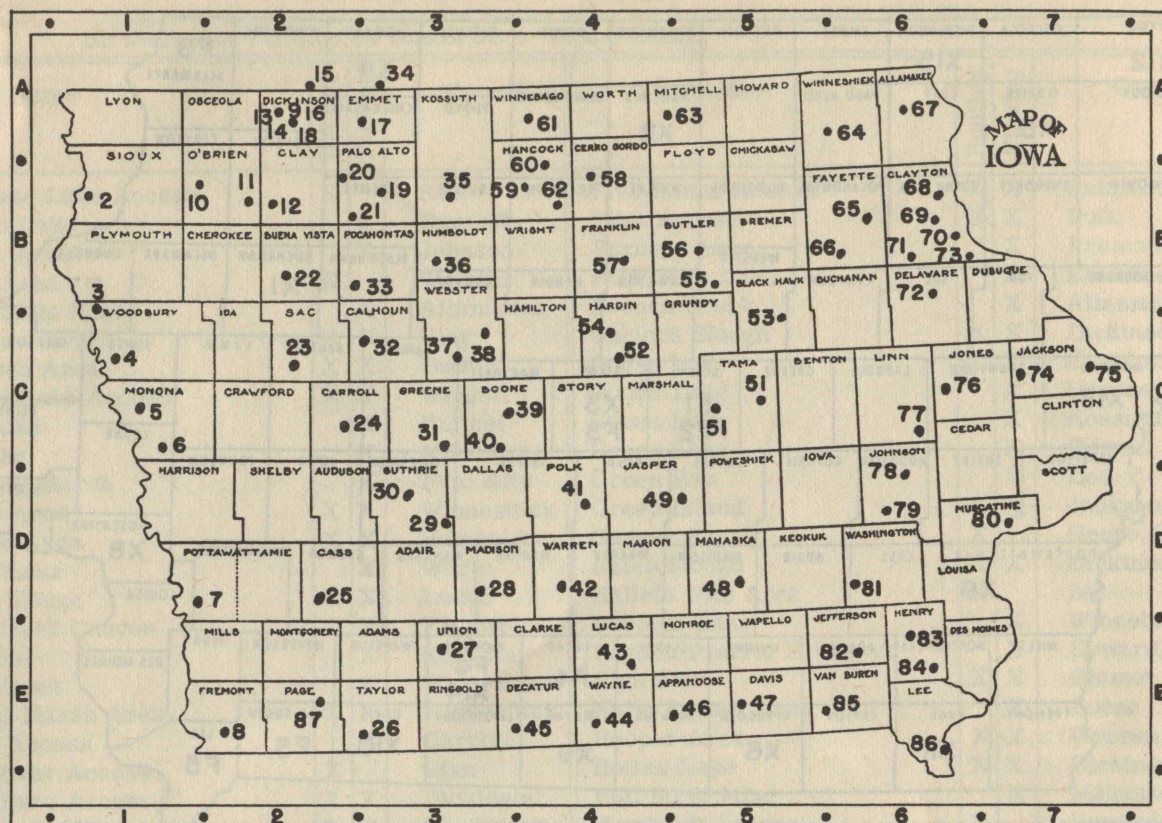 1 2 3 4 5 6 7
A
15 34
LYON OSCEOLA DICKINSON EMMET KOSSUTH WINNEBAGO WORTH MITCHELL HOWARD WINNESHIEK ALLAMAKEE
13 9 16 17 61 63 64 67
14 18
MAP OF
IOWA
SIOUX O'BRIEN CLAY PALO ALTO HANCOCK CERRO GORDO FLOYD CHICKASAW FAYETTE CLAYTON
2 10 11 12 20 19 21 35 59 60 62 58 65 66 68 69 70 71 73
B B
PLYMOUTH CHEROKEE BUENA VISTA POCAHONTAS HUMBOLDT WRIGHT FRANKLIN BUTLER BREMER
3 22 33 36 57 56 55
WEBSTER BLACK HAWK BUCHANAN DELAWARE DUBUQUE
72
WOODBURY IDA SAC CALHOUN HAMILTON HARDIN GRUNDY
4 23 32 37 38 54 52 53
TAMA BENTON LINN JONES JACKSON
51 51 77 76 74 75
C C
MONONA CRAWFORD CARROLL GREENE BOONE STORY MARSHALL CLINTON
5 6 24 31 40 39
CEDAR
HARRISON SHELBY AUDUBON GUTHRIE DALLAS POLK JASPER POWESHIEK IOWA JOHNSON SCOTT
30 29 41 49 78 79
MUSCATINE
80
D D
POTTAWATTAMIE CASS ADAIR MADISON WARREN MARION MAHASKA KEOKUK WASHINGTON LOUISA
7 25 28 42 48 81
MILLS MONTGOMERY ADAMS UNION CLARKE LUCAS MONROE WAPELLO JEFFERSON HENRY DES MOINES
27 43 82 83 84
E E
FREMONT PAGE TAYLOR RINGGOLD DECATUR WAYNE APPANOOSE DAVIS VAN BUREN LEE
8 87 26 45 44 46 47 85 86
1 2 3 4 5 6 7